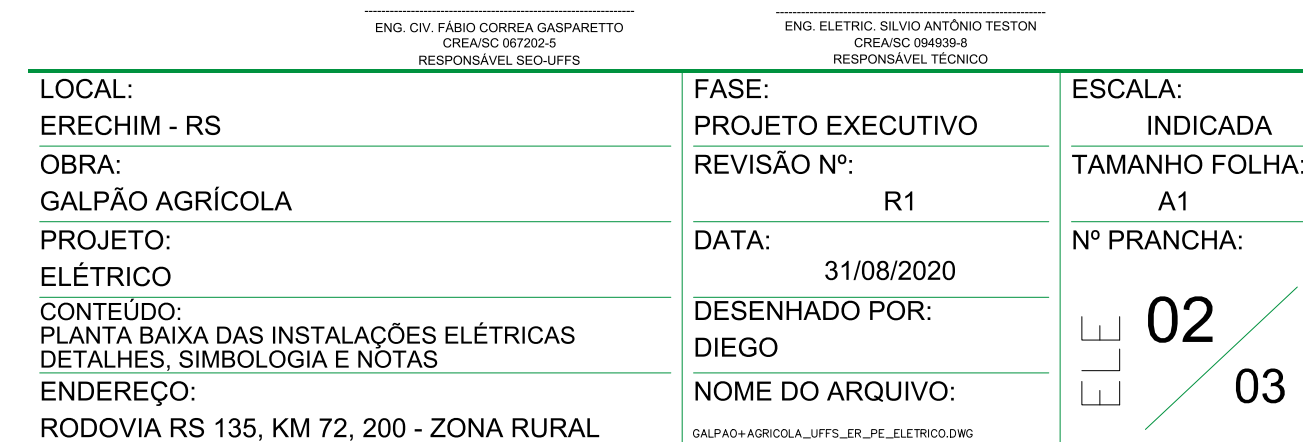 ENG. CIV. FÁBIO CORREA GASPARETTO
CREA/SC 067202-5
RESPONSÁVEL SEO-UFFS
ENG. ELETRIC. SILVIO ANTÔNIO TESTON
CREA/SC 094939-8
RESPONSÁVEL TÉCNICO
LOCAL:
ERECHIM - RS
OBRA:
GALPÃO AGRÍCOLA
PROJETO:
ELÉTRICO
CONTEÚDO:
PLANTA BAIXA DAS INSTALAÇÕES ELÉTRICAS
DETALHES, SIMBOLOGIA E NOTAS
ENDEREÇO:
RODOVIA RS 135, KM 72, 200 - ZONA RURAL
FASE:
PROJETO EXECUTIVO
REVISÃO Nº:
R1
DATA:
31/08/2020
DESENHADO POR:
DIEGO
NOME DO ARQUIVO:
GALPAO+AGRICOLA_UFFS_ER_PE_ELETRICO.DWG
ESCALA:
INDICADA
TAMANHO FOLHA:
A1
Nº PRANCHA:
ELE
02
03